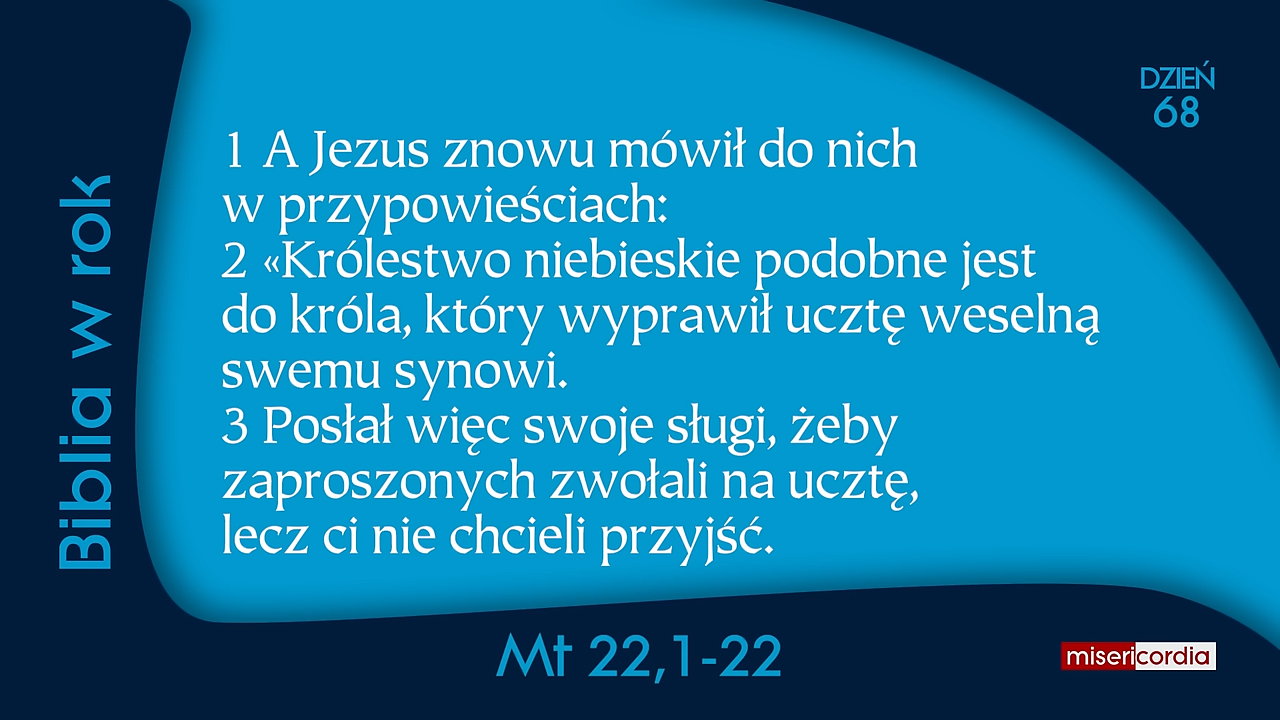 DZIEŃ
68
1 A Jezus znowu mówił do nich
w przypowieściach:
2 «Królestwo niebieskie podobne jest
do króla, który wyprawił ucztę weselną
swemu synowi.
3 Posłał więc swoje sługi, żeby
zaproszonych zwołali na ucztę,
lecz ci nie chcieli przyjść.
Biblia w rok
Mt 22,1-22
misericordia